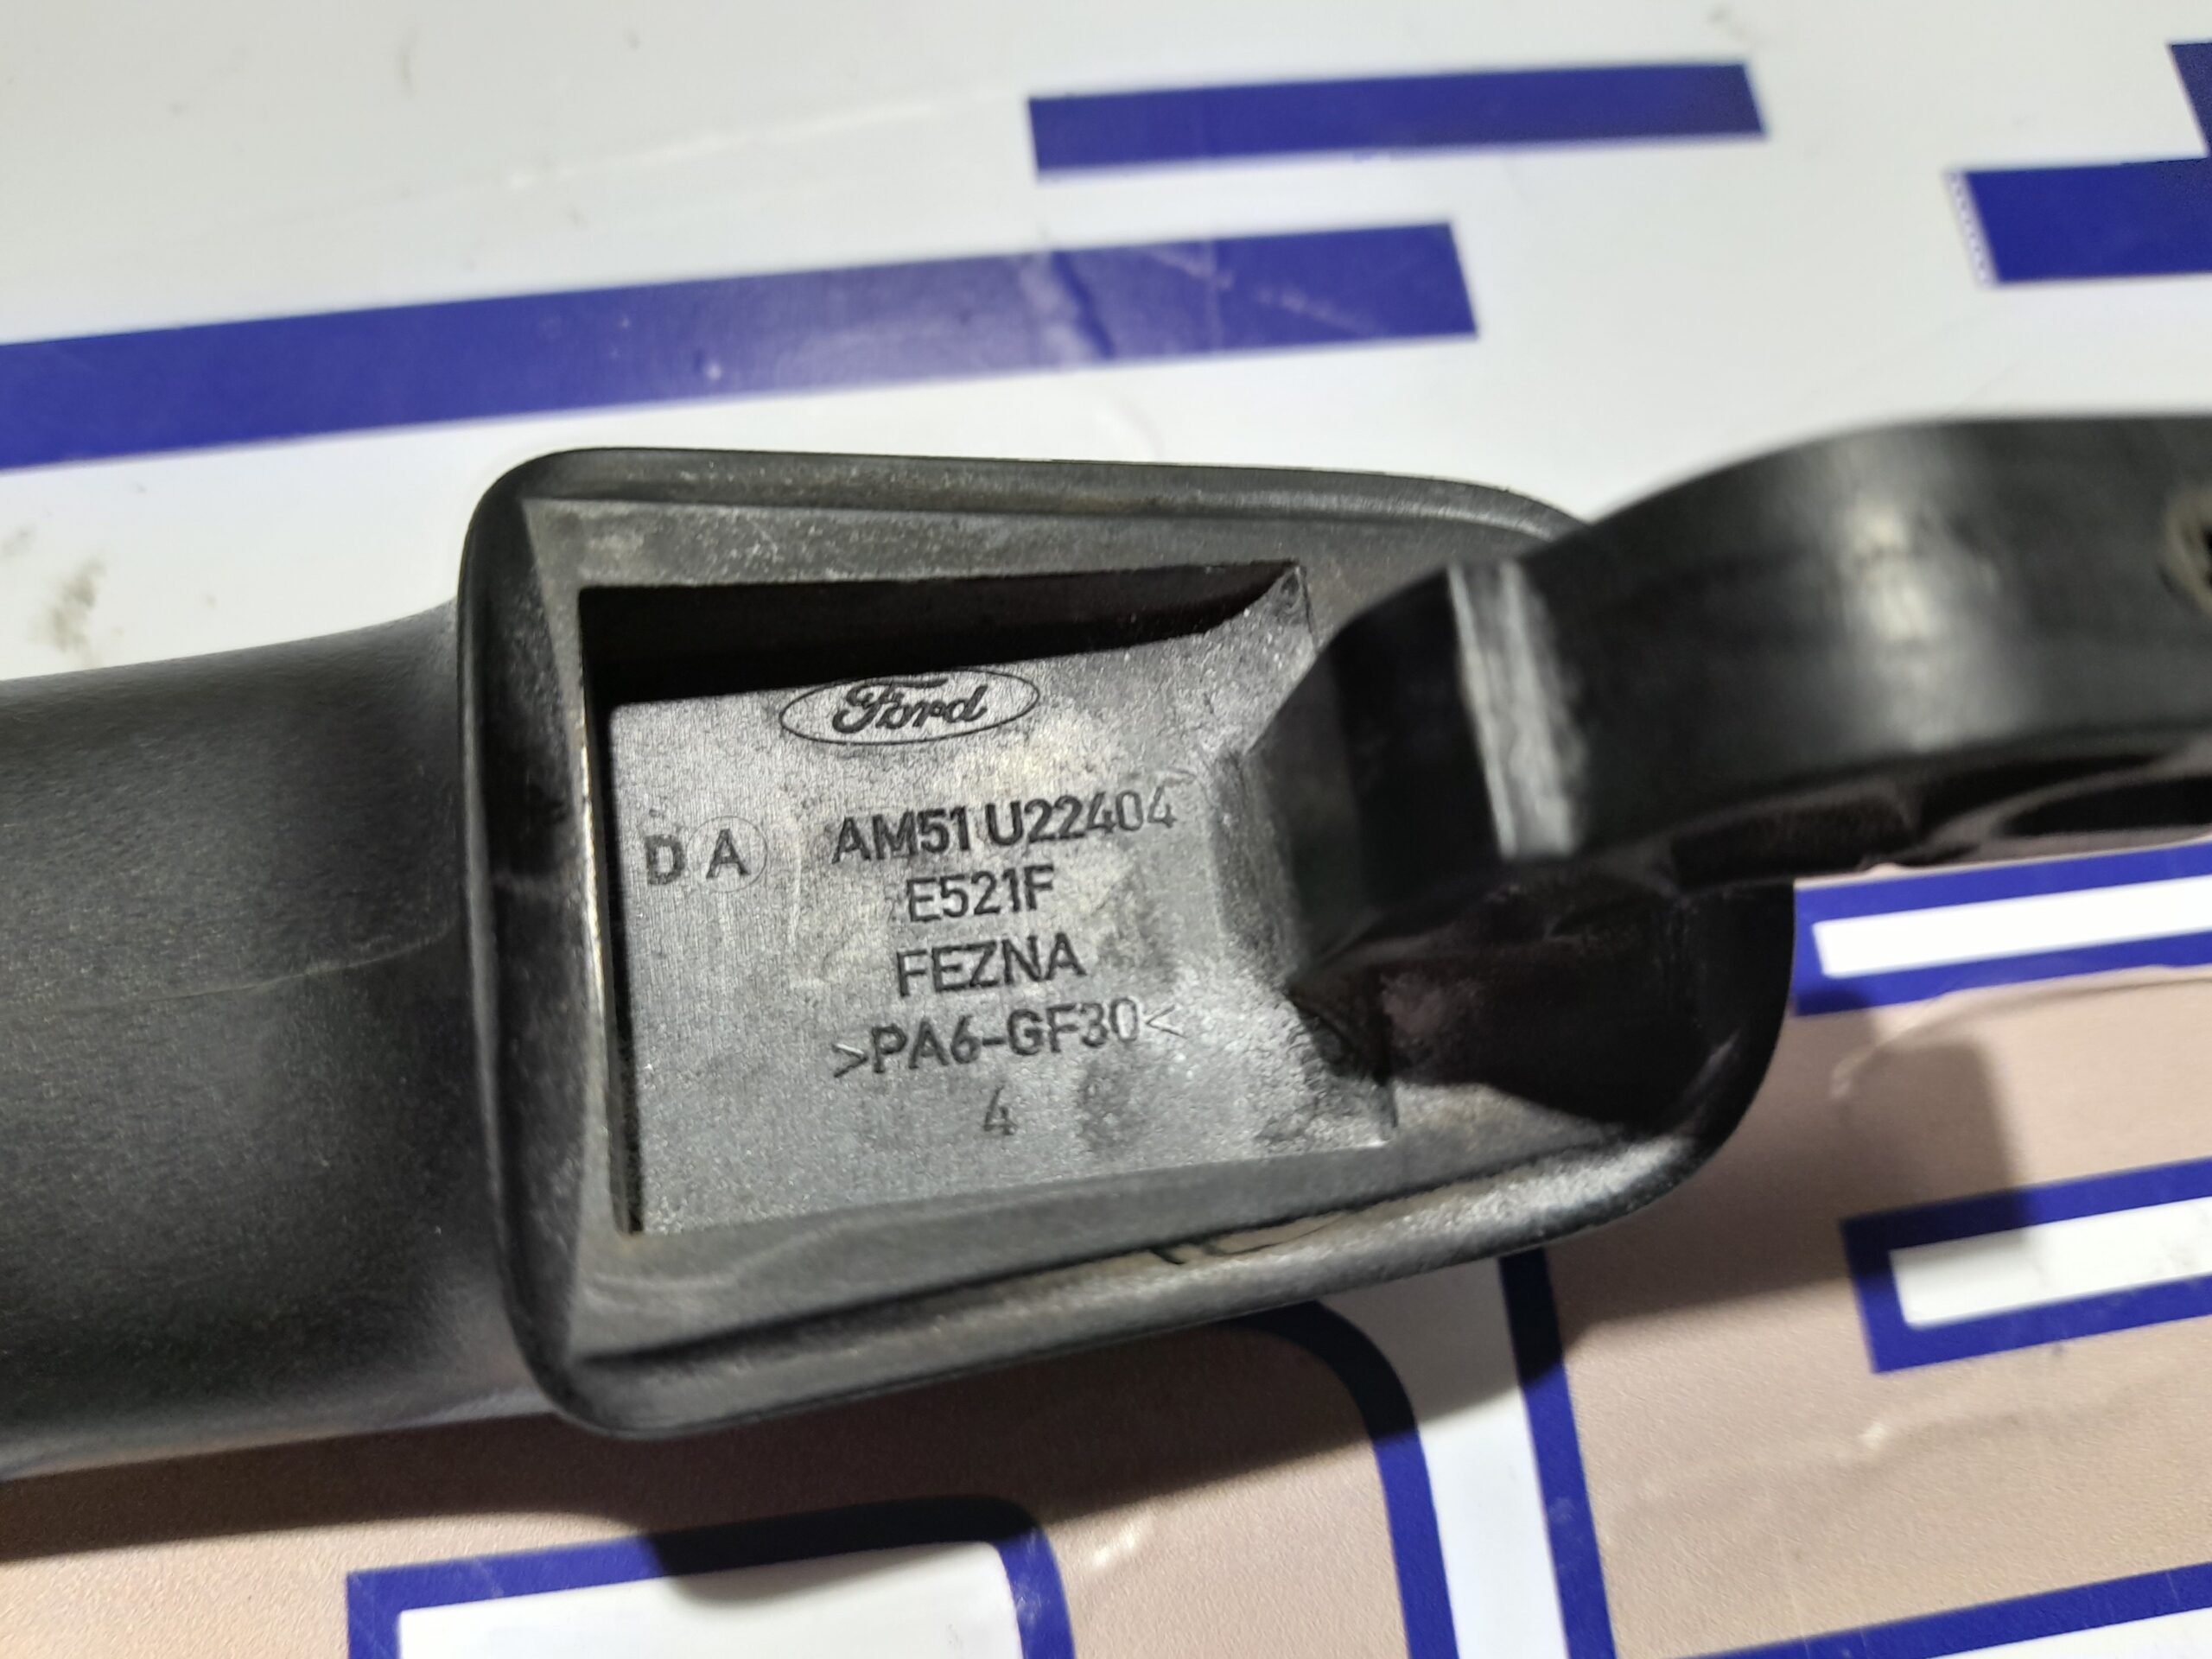 Ford
D A AM51 U22404
E521F
FEZNA
>PA6-GF30<
4